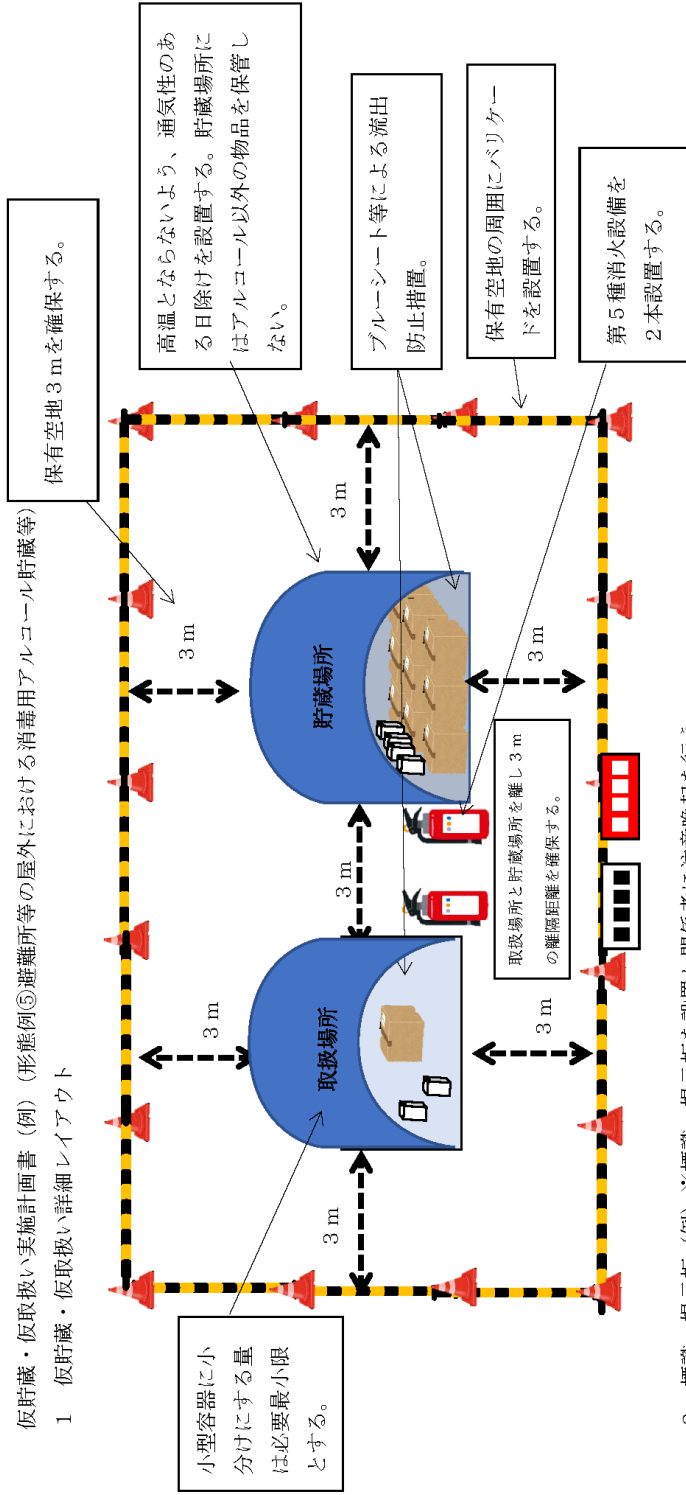 仮貯蔵・仮取扱い実施計画書（例）（形態例⑤避難所等の屋外における消毒用アルコール貯蔵等）
1　仮貯蔵・仮取扱い詳細レイアウト
保有空地3ｍを確保する。
高温とならないよう、通気性のあ
る日除けを設置する。貯蔵場所に
はアルコール以外の物品を保管し
ない。
ブルーシート等による流出
防止措置。
保有空地の周囲にバリケー
ドを設置する。
第５種消火設備を
２本設置する。
小型容器に小
分けにする量
は必要最小限
とする。
3ｍ
3ｍ
3ｍ
取扱場所
3ｍ
貯蔵場所
3ｍ
3ｍ
3ｍ
取扱場所と貯蔵場所を離し3ｍ
の離隔距離を確保する。